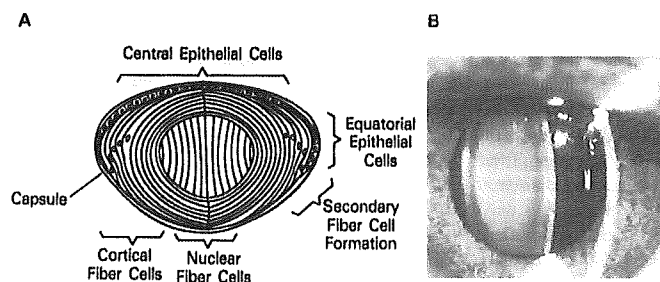 A
B
Central Epithelial Cells
Equatorial
Epithelial
Cells
Capsule
Secondary
Fiber Cell
Formation
Cortical
Fiber Cells
Nuclear
Fiber Cells